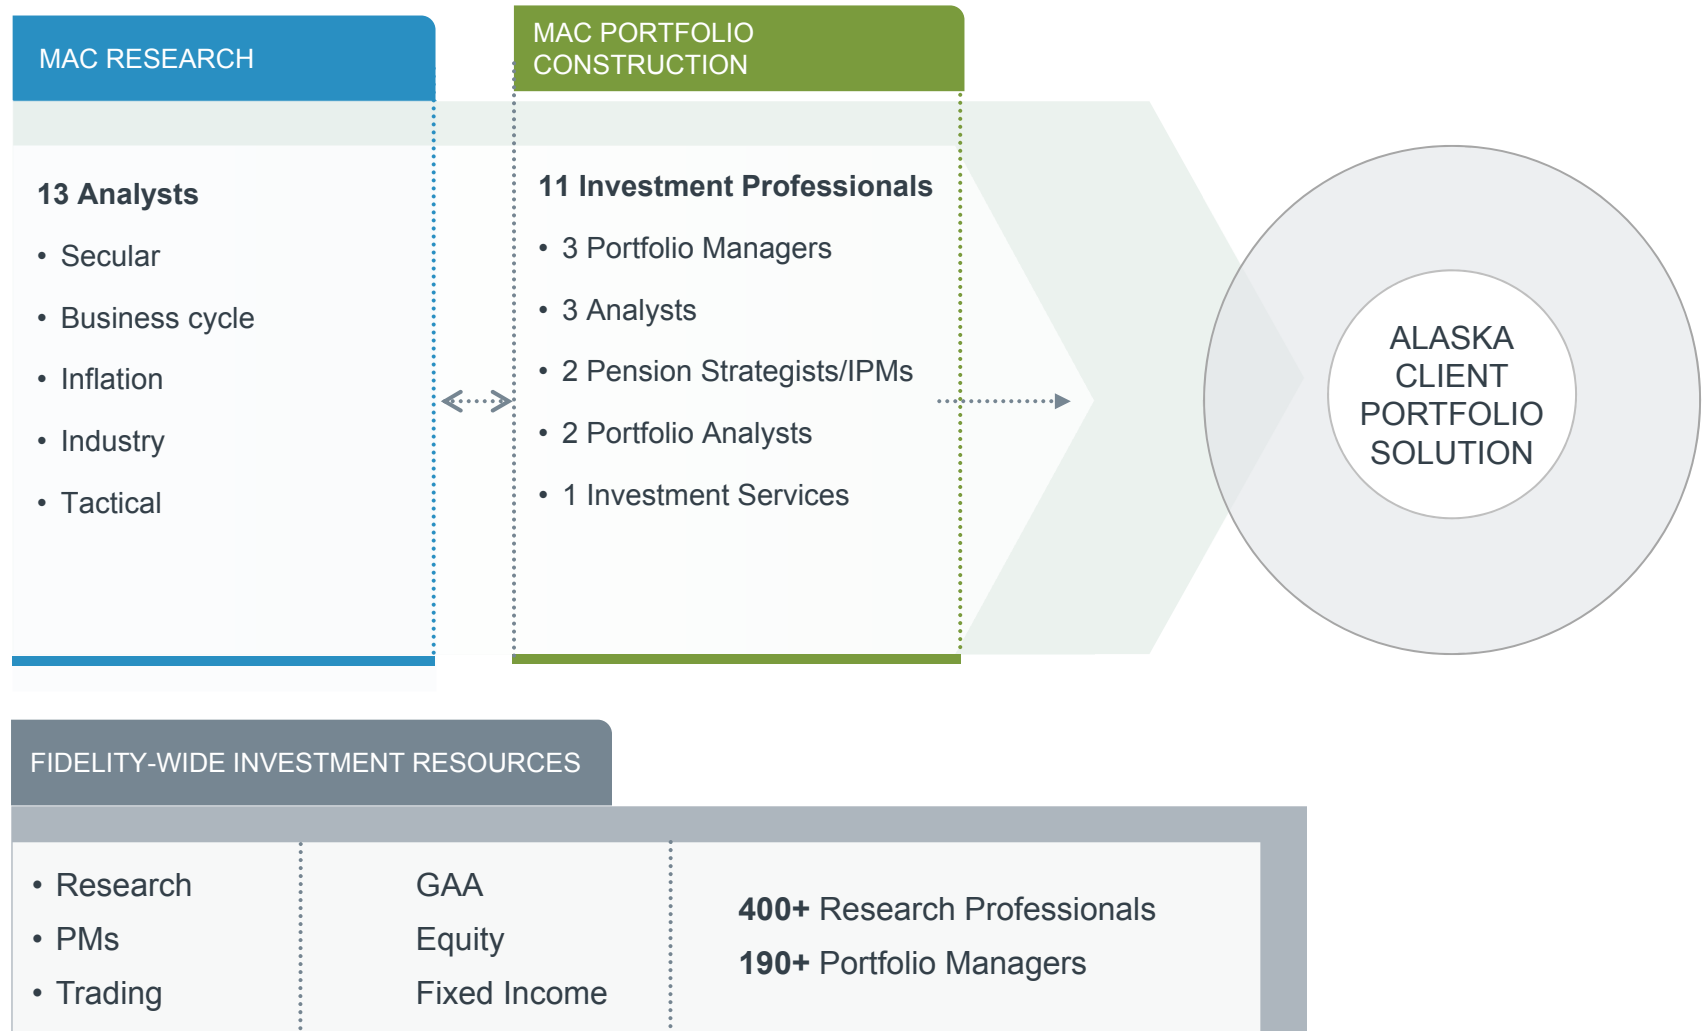 MAC RESEARCH
13 Analysts
• Secular
• Business cycle
• Inflation
• Industry
• Tactical
MAC PORTFOLIO
CONSTRUCTION
11 Investment Professionals
• 3 Portfolio Managers
• 3 Analysts
• 2 Pension Strategists/IPMs
• 2 Portfolio Analysts
• 1 Investment Services
ALASKA
CLIENT
PORTFOLIO
SOLUTION
FIDELITY-WIDE INVESTMENT RESOURCES
• Research
• PMs
• Trading
GAA
Equity
Fixed Income
400+ Research Professionals
190+ Portfolio Managers